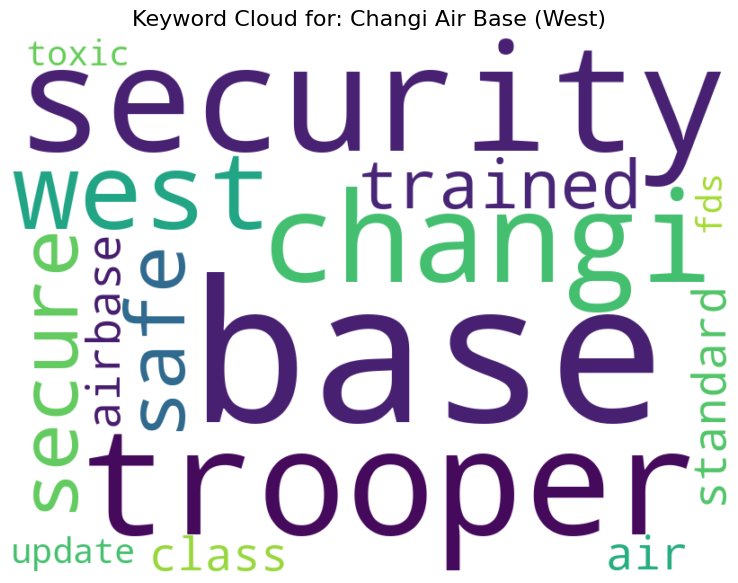 Keyword Cloud for: Changi Air Base (West)
toxic
security
west
trained
fds
changi
secure
airbase
safe
base
standard
trooper
update
class
air